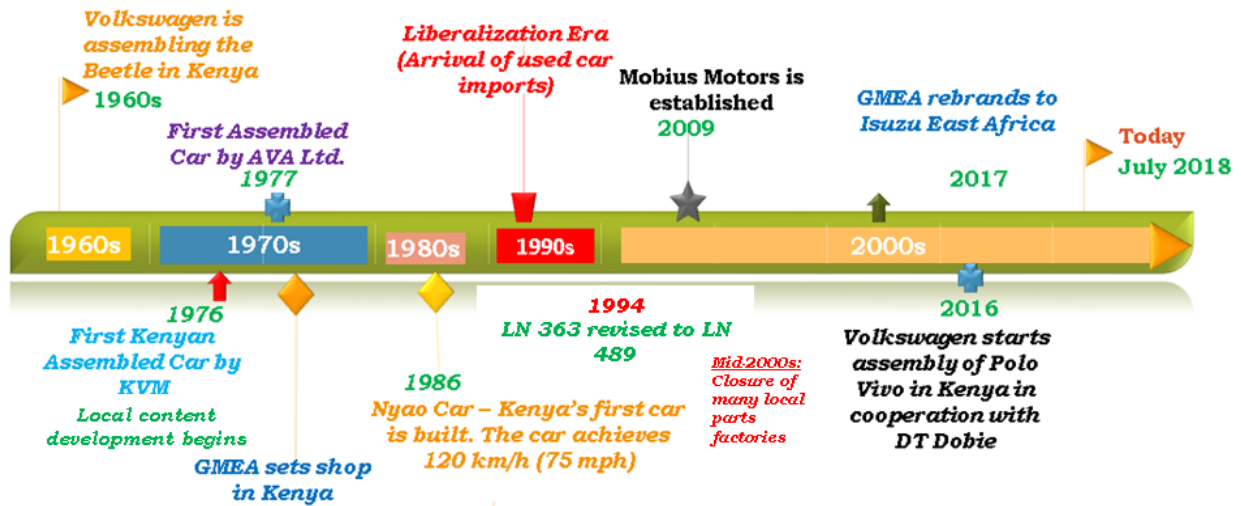 Volkswagen is
assembling the
Beetle in Kenya
1960s
First Assembled
Car by AVA Ltd.
1977
Liberalization Era
(Arrival of used car
imports)
Mobius Motors is
established
2009
GMEA rebrands to
Isuzu East Africa
2017
Today
July 2018
1960s
1970s
1980s
1990s
2000s
1976
First Kenyan
Assembled Car by
KVM
Local content
development begins
GMEA sets shop
in Kenya
1986
Nyao Car – Kenya's first car
is built. The car achieves
120 km/h (75 mph)
1994
LN 363 revised to LN
489
Mid-2000s:
Closure of
many local
parts
factories
2016
Volkswagen starts
assembly of Polo
Vivo in Kenya in
cooperation with
DT Dobie